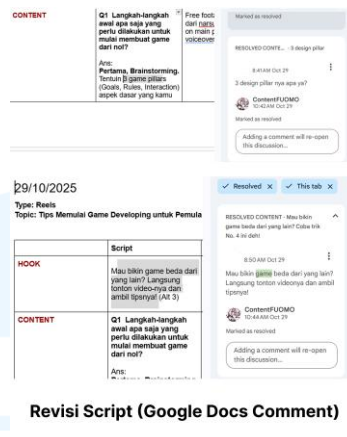 CONTENT
Q1 Langkah-langkah
awal apa saja yang
perlu dilakukan untuk
mulai membuat game
dari nol?
Ans:
Pertama, Brainstorming.
Tentuin 3 game pillars
(Goals, Rules, Interaction)
aspek dasar yang kamu
Free foot
dari
on main p
voiceover
Marked as resolved
RESOLVED CONTE... - 3 design pillar
8:41 AM Oct 29
3 design pillar nya apa ya?
ContentFUOMO
10:42 AM Oct 29
Marked as resolved
Adding a comment will re-open
this discussion...
29/10/2025
Type: Reels
Topic: Tips Memulai Game Developing untuk Pemula
Script
HOOK
Mau bikin game beda dari
yang lain? Langsung
tonton video-nya dan
ambil tipsnya! (Alt 3)
CONTENT
Q1 Langkah-langkah
awal apa saja yang
perlu dilakukan untuk
mulai membuat game
dari nol?
Ans:
Resolved
This tab
RESOLVED CONTENT - Mau bikin
game beda dari yang lain? Coba trik
No. 4 ini deh!
8:50 AM Oct 29
Mau bikin game beda dari yang lain?
Langsung tonton videonya dan ambil
tipsnya!
ContentFUOMO
10:44 AM Oct 29
Marked as resolved
Adding a comment will re-open
this discussion...
Revisi Script (Google Docs Comment)